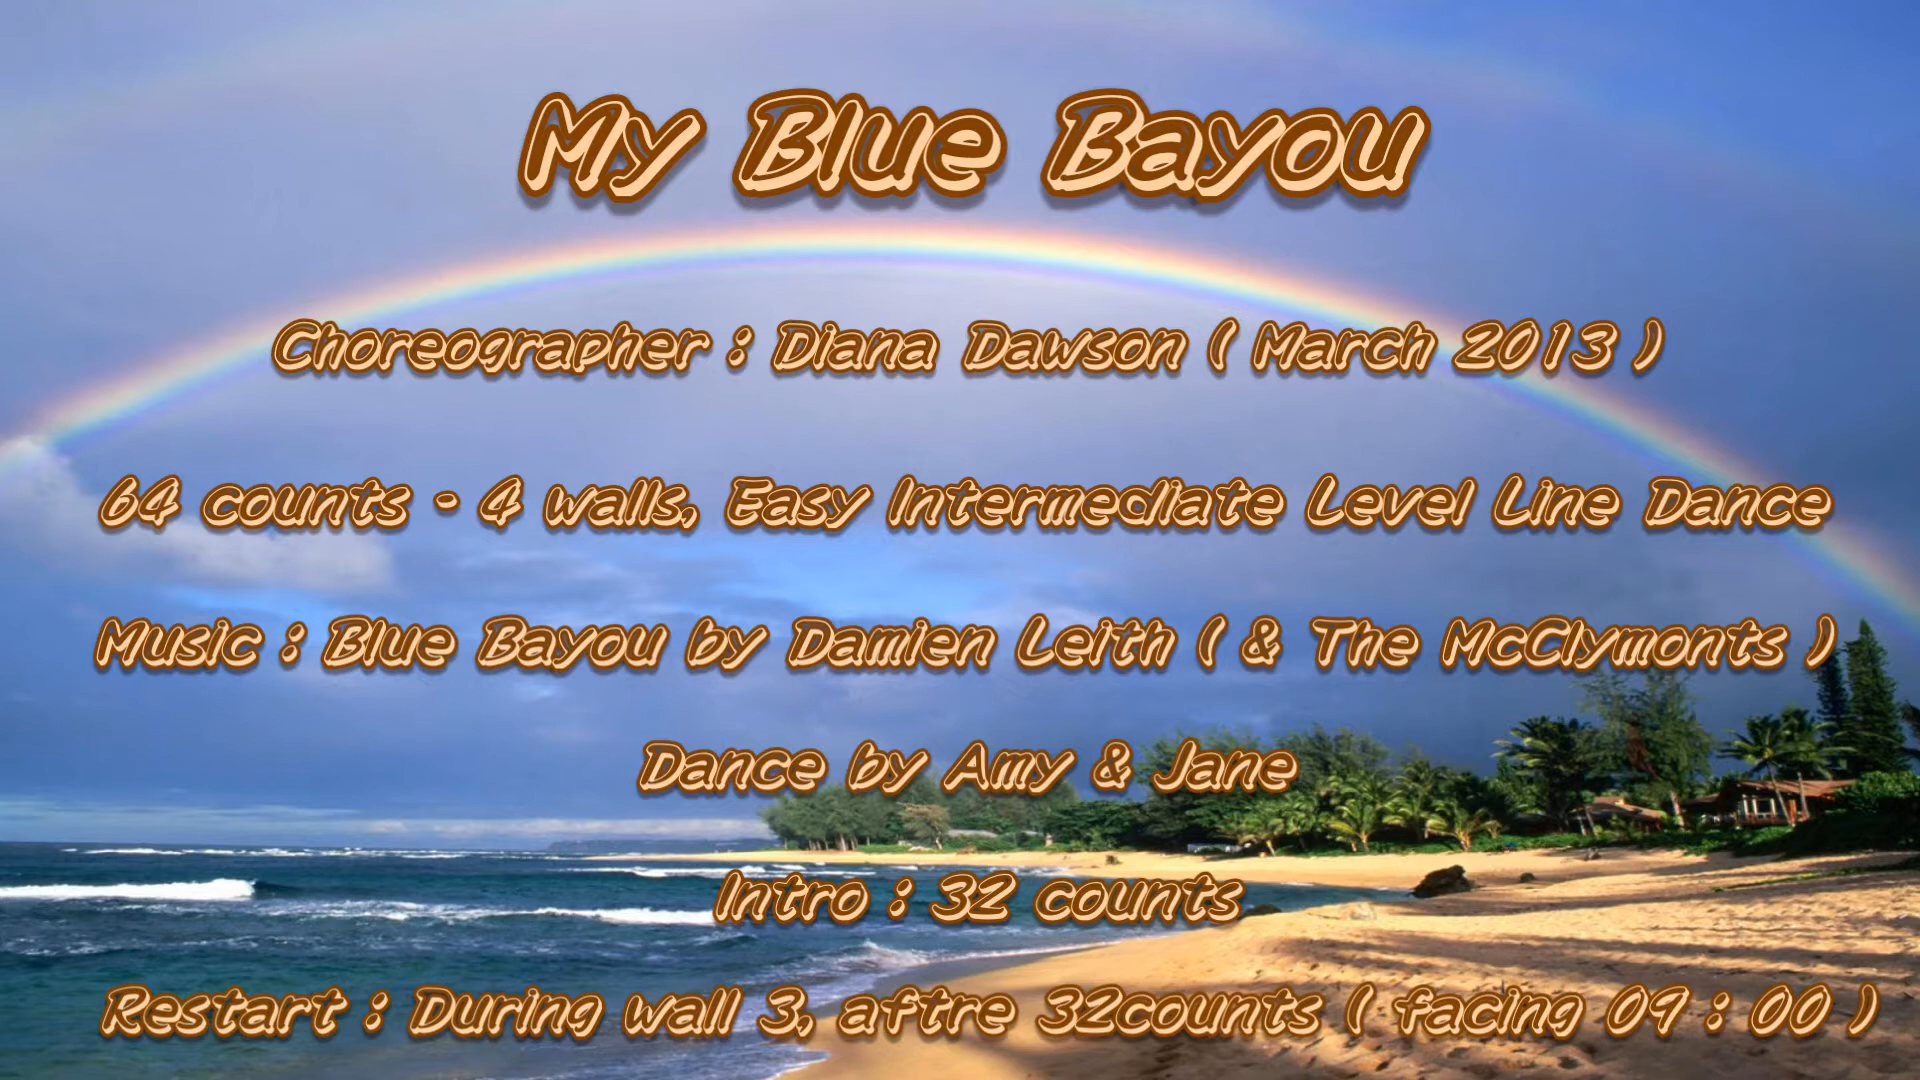 My Blue Bayou
Choreographer : Diana Dawson ( March 2013 )
64 counts - 4 walls, Easy Intermediate Level Line Dance
Music : Blue Bayou by Damien Leith ( & The McClymonts )
Dance by Amy & Jane
Intro : 32 counts
Restart : During wall 3, aftre 32counts ( facing 09 : 00 )